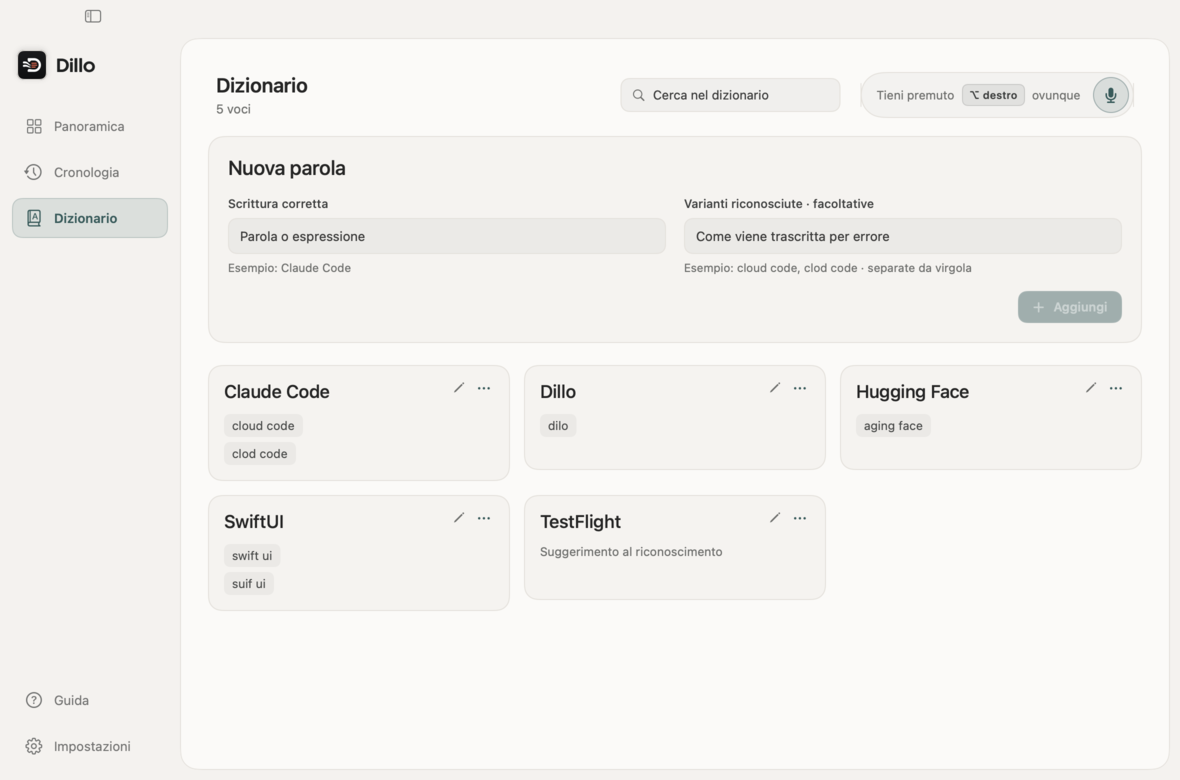 Dillo
Panoramica
Cronologia
Dizionario
Guida
Impostazioni
Dizionario
5 voci
Cerca nel dizionario
Tieni premuto ⌥ destro ovunque
Nuova parola
Scrittura corretta
Parola o espressione
Esempio: Claude Code
Varianti riconosciute · facoltative
Come viene trascritta per errore
Esempio: cloud code, clod code · separate da virgola
+ Aggiungi
Claude Code
cloud code
clod code
Dillo
dilo
Hugging Face
aging face
SwiftUI
swift ui
suif ui
TestFlight
Suggerimento al riconoscimento